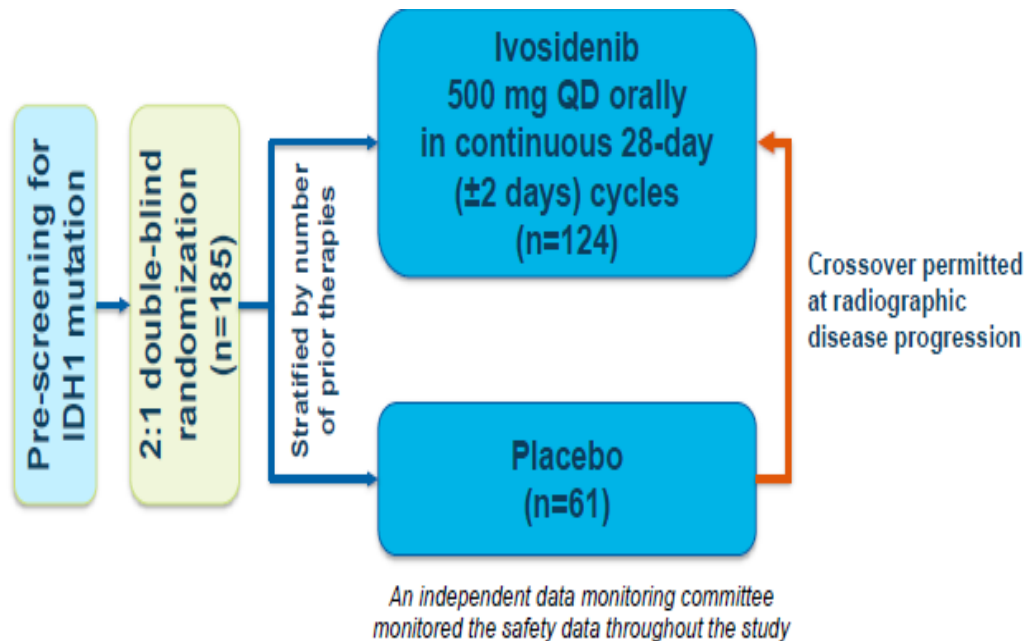 Pre-screening for
IDH1 mutation
2:1 double-blind
randomization
(n=185)
Stratified by number
of prior therapies
Ivosidenib
500 mg QD orally
in continuous 28-day
(±2 days) cycles
(n=124)
Placebo
(n=61)
Crossover permitted
at radiographic
disease progression
An independent data monitoring committee
monitored the safety data throughout the study